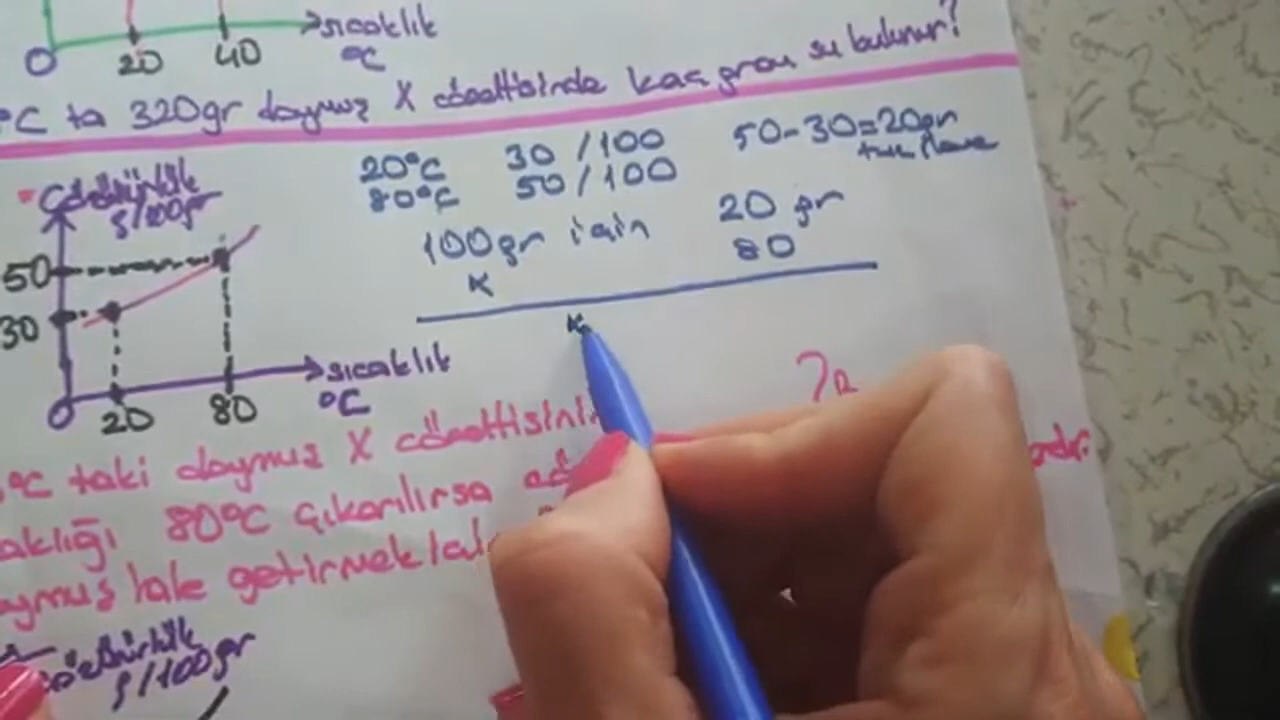 sıcaklık
0 20 40 °C
°C ta 320gr doymuş X çözeltisinde kaç gram su bulunur?
Çözünürlük
g/100gr
50
30
0 20 80
sıcaklık
°C
20°C 30 /100
80°C 50 /100
50-30=20gr
100gr için 20 gr
X 80
X
°C taki doymuş X çözeltisinin
80°C çıkarılırsa
hale getirmek
çözünürlük
g/100gr